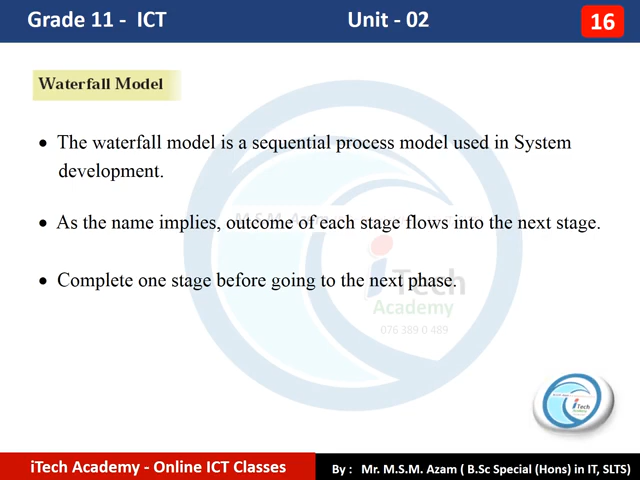 Grade 11 - ICT
Unit - 02
16
Waterfall Model
• The waterfall model is a sequential process model used in System
development.
M.S.M. Azam
• As the name implies, outcome of each stage flows into the next stage.
• Complete one stage before going to the next phase.
iTech
Academy
076 389 0 489
iTech
Academy
iTech Academy - Online ICT Classes
By : Mr. M.S.M. Azam ( B.Sc Special (Hons) in IT, SLTS)